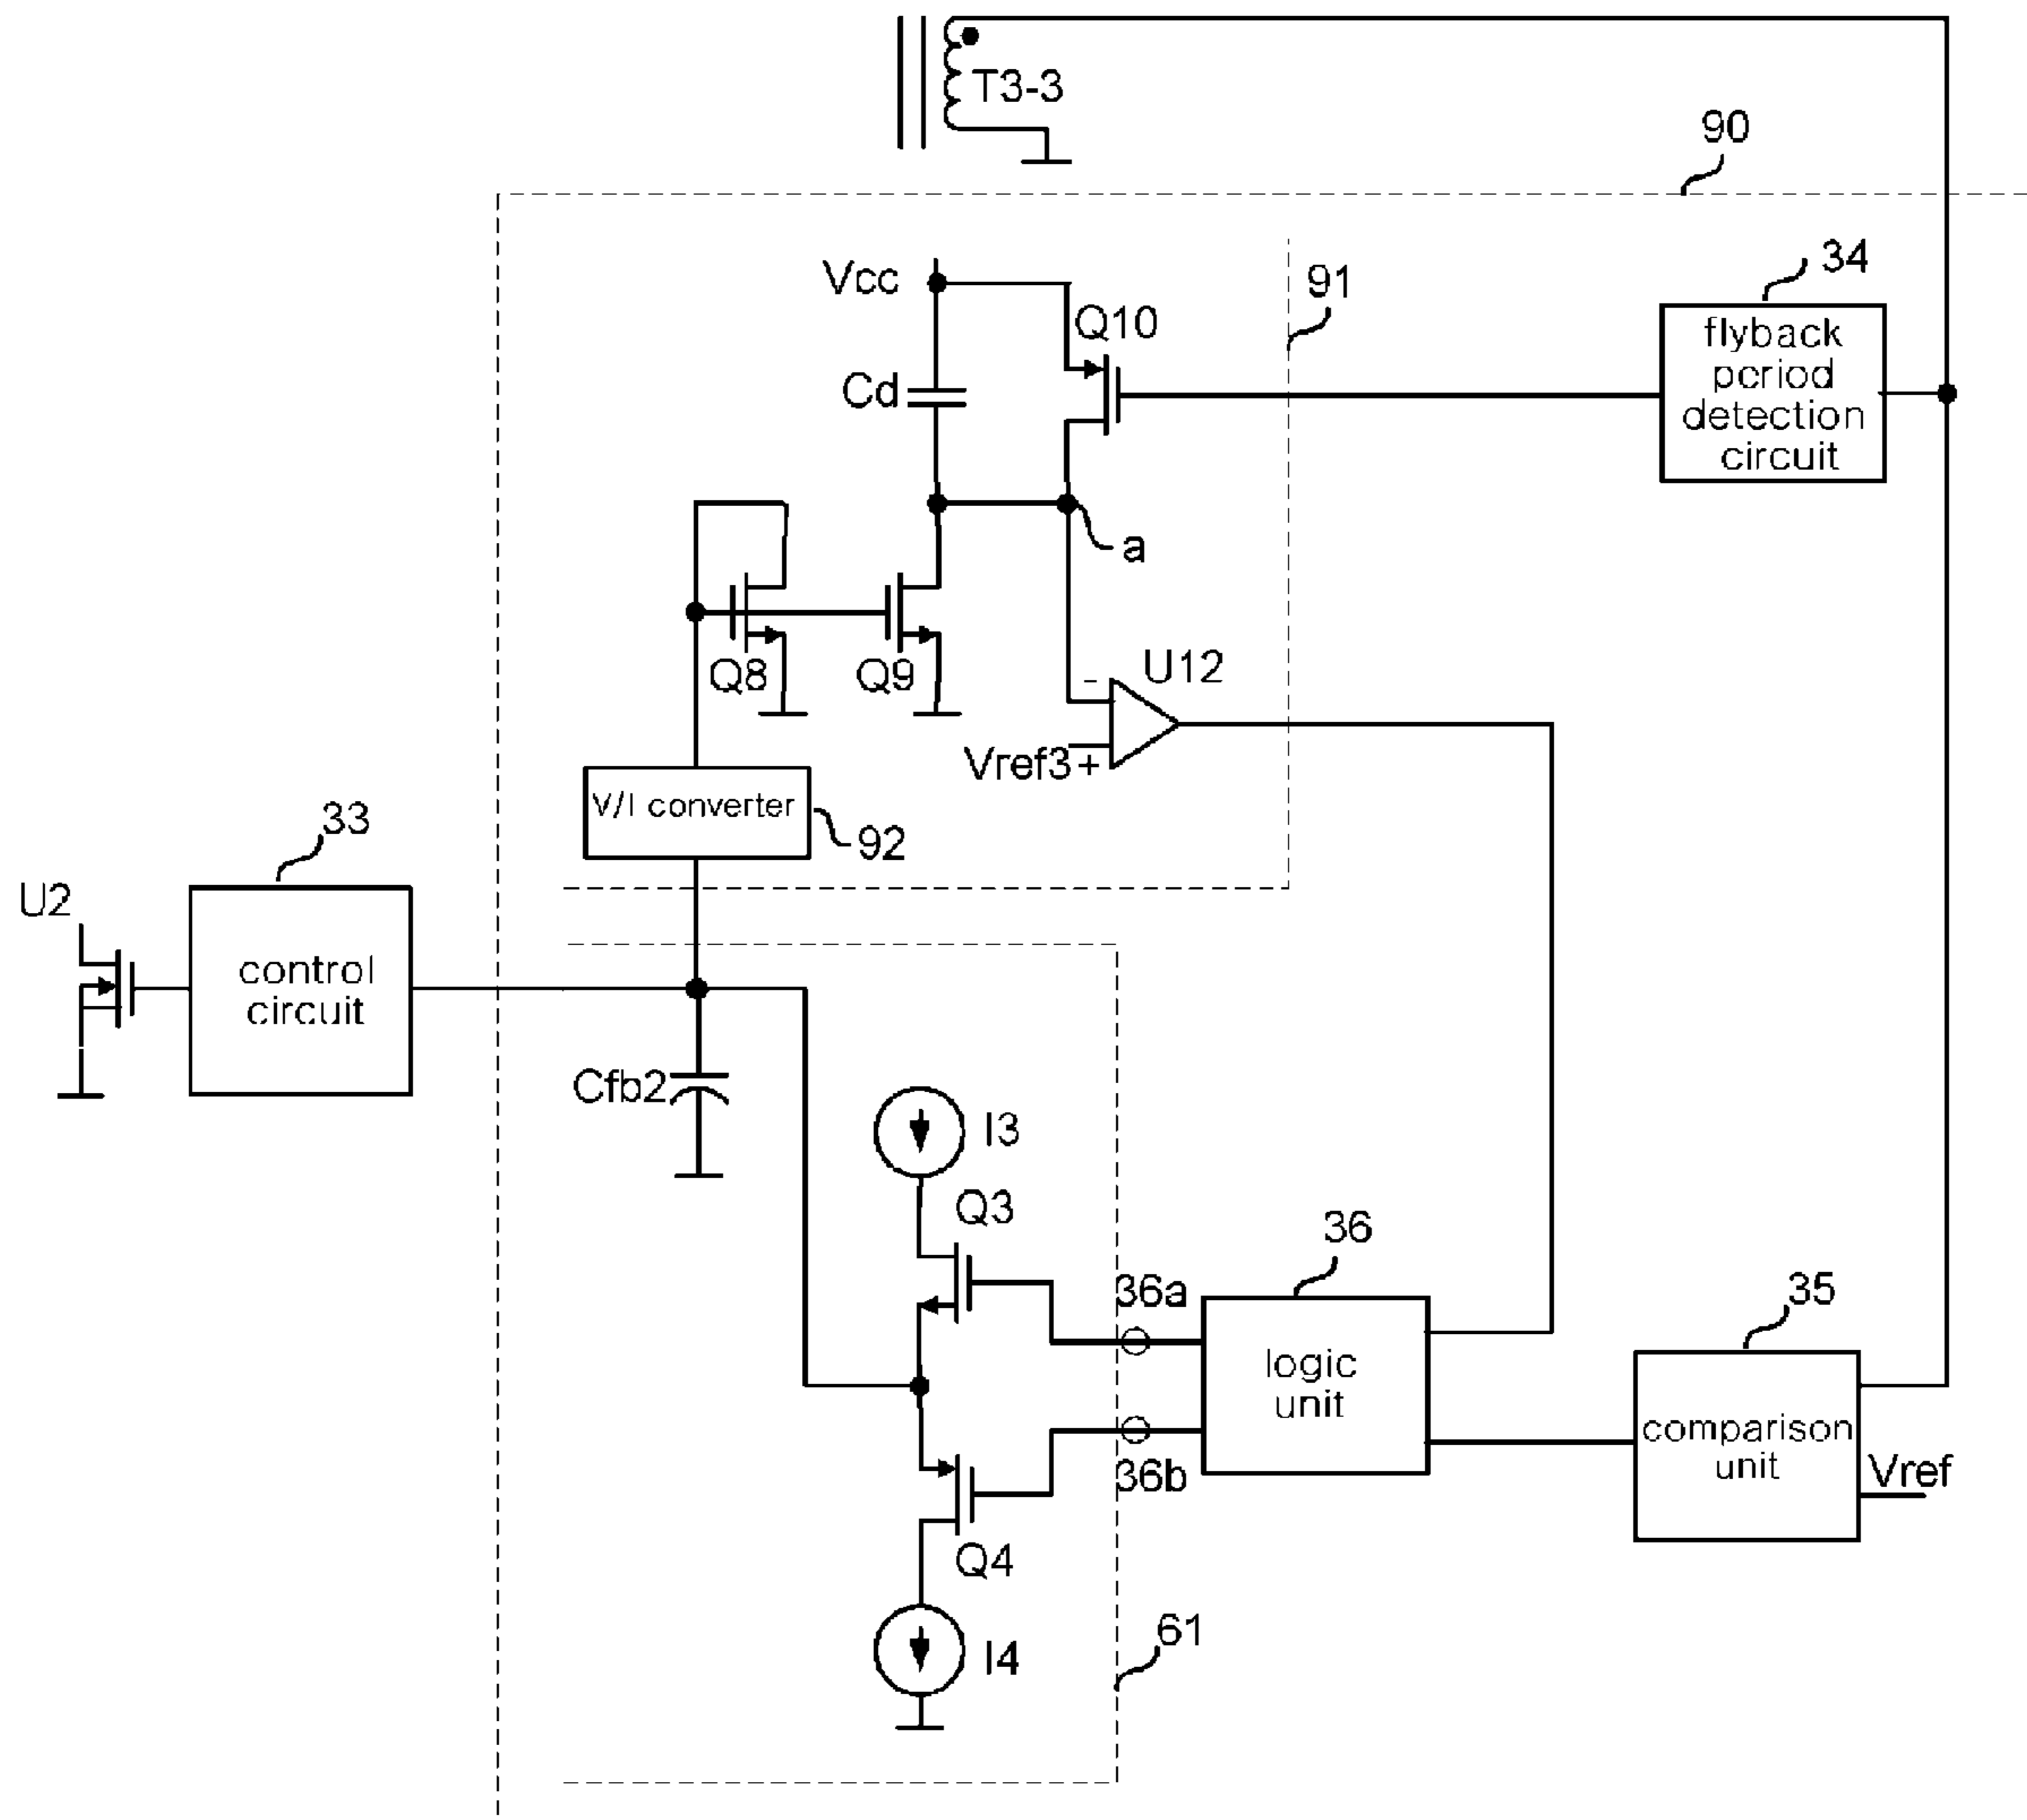 T3-3
90
34
Vcc
91
Q10
flyback
pcriod
detection
circuit
Cd
a
U12
-
Q8
Q9
Vref3+
V/I converter
33
92
U2
control
circuit
Cfb2
I3
Q3
36
36a
35
logic
unit
comparison
unit
36b
Vref
Q4
61
I4